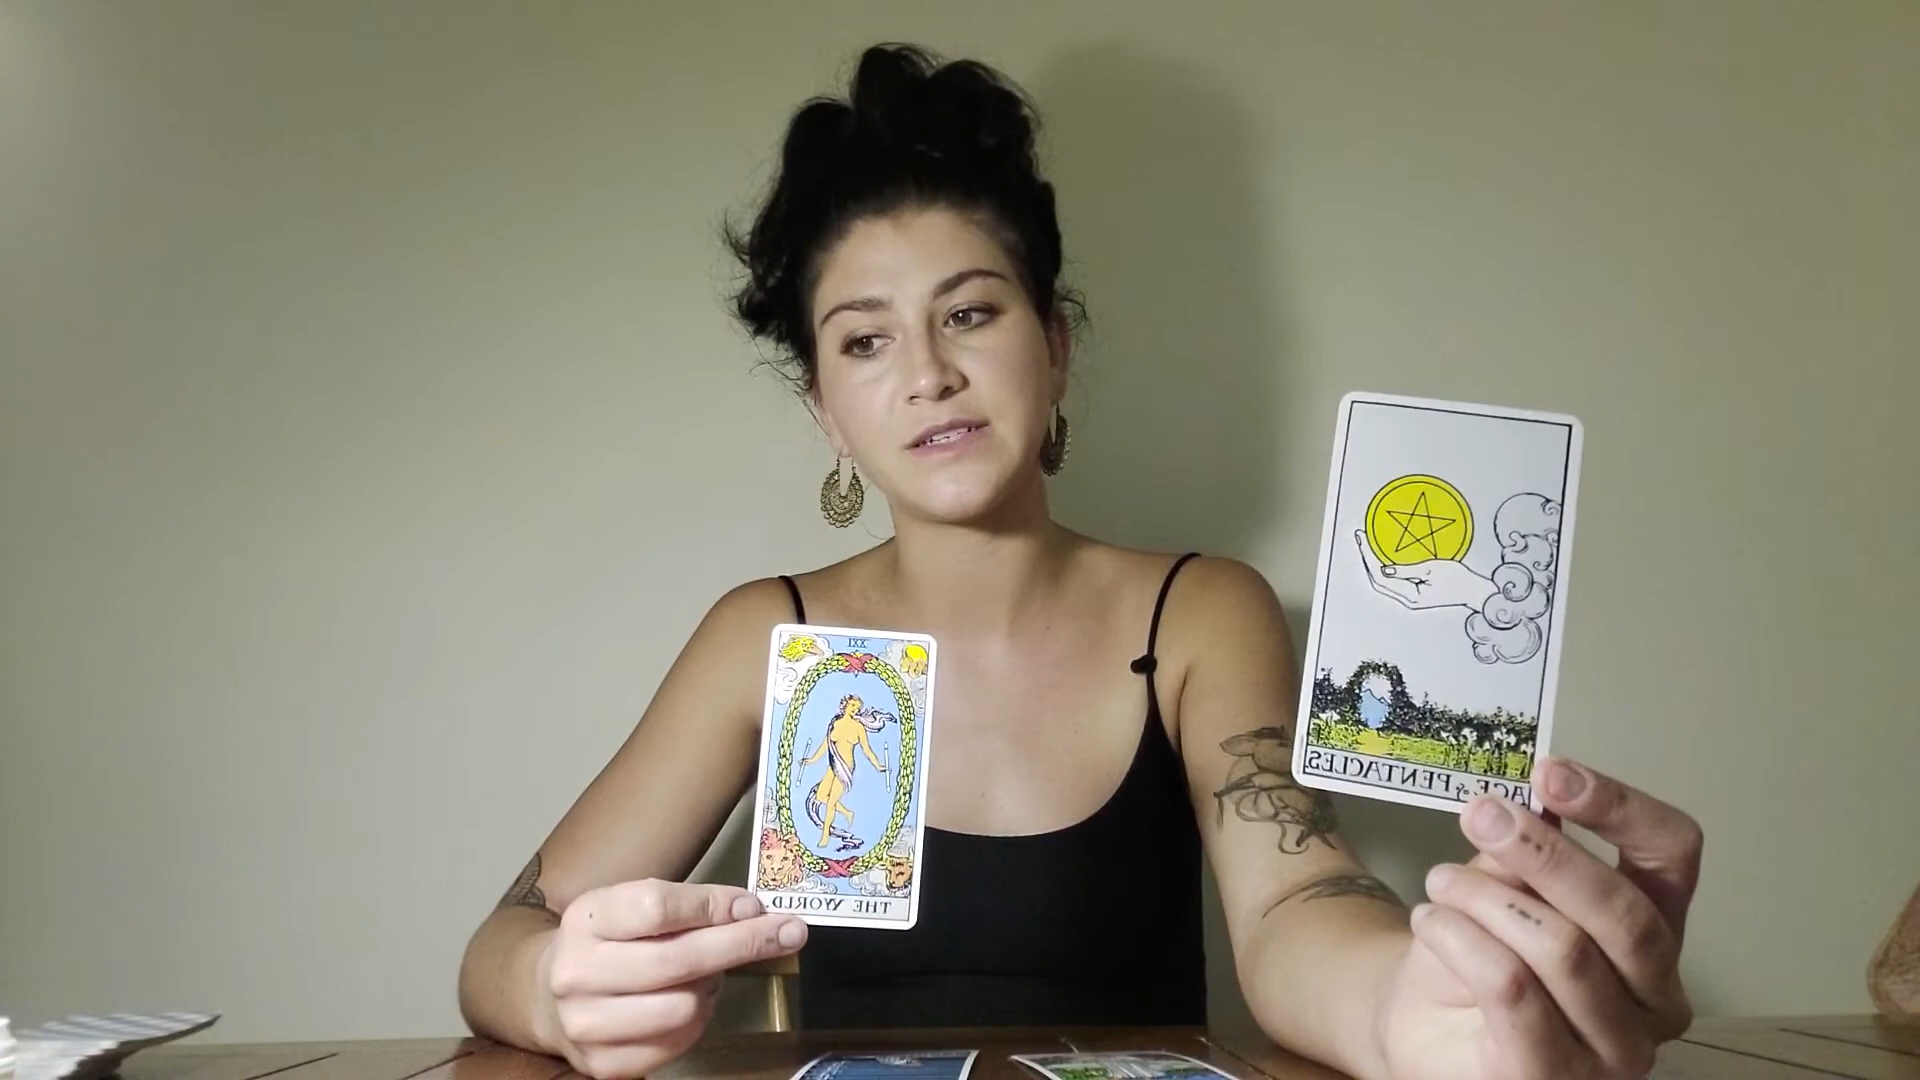 XXI
THE WORLD.
ACE of PENTACLES.